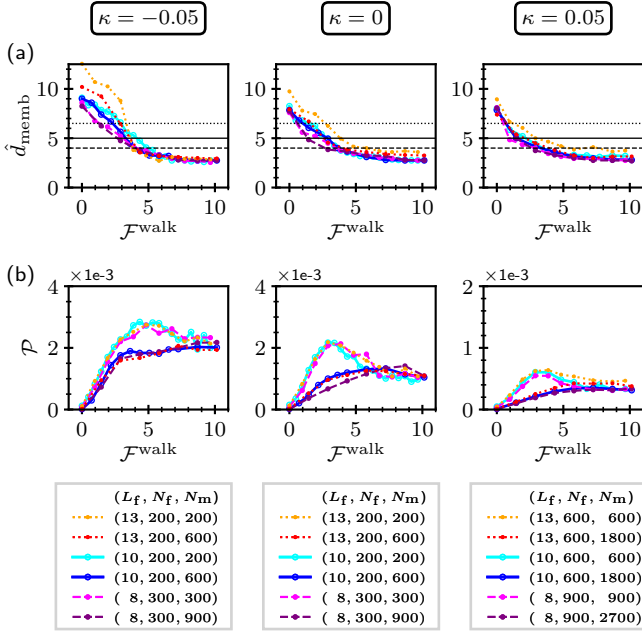 κ = −0.05
κ = 0
κ = 0.05
(a)
d̂_memb
10
5
0
10
5
0
10
5
0
0 5 10
0 5 10
0 5 10
ℱ^walk
ℱ^walk
ℱ^walk
(b)
×1e-3
×1e-3
×1e-3
𝒫
4
2
0
4
2
0
2
1
0
0 5 10
0 5 10
0 5 10
ℱ^walk
ℱ^walk
ℱ^walk
(L_f, N_f, N_m)
(13, 200, 200)
(13, 200, 600)
(10, 200, 200)
(10, 200, 600)
( 8, 300, 300)
( 8, 300, 900)
(L_f, N_f, N_m)
(13, 200, 200)
(13, 200, 600)
(10, 200, 200)
(10, 200, 600)
( 8, 300, 300)
( 8, 300, 900)
(L_f, N_f, N_m)
(13, 600, 600)
(13, 600, 1800)
(10, 600, 600)
(10, 600, 1800)
( 8, 900, 900)
( 8, 900, 2700)